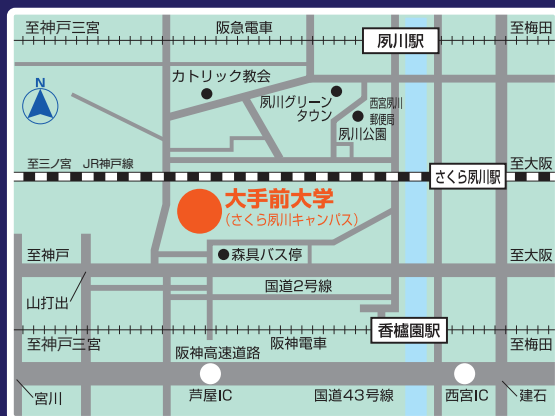 至神戸三宮
阪急電車
夙川駅
至梅田
N
カトリック教会
夙川グリーン
タウン
西宮夙川
郵便局
夙川公園
至三ノ宮 JR神戸線
さくら夙川駅
至大阪
大手前大学
(さくら夙川キャンパス)
森具バス停
至神戸
至大阪
山打出
国道2号線
香櫨園駅
至神戸三宮
阪神高速道路
阪神電車
至梅田
宮川
芦屋IC
国道43号線
西宮IC
建石